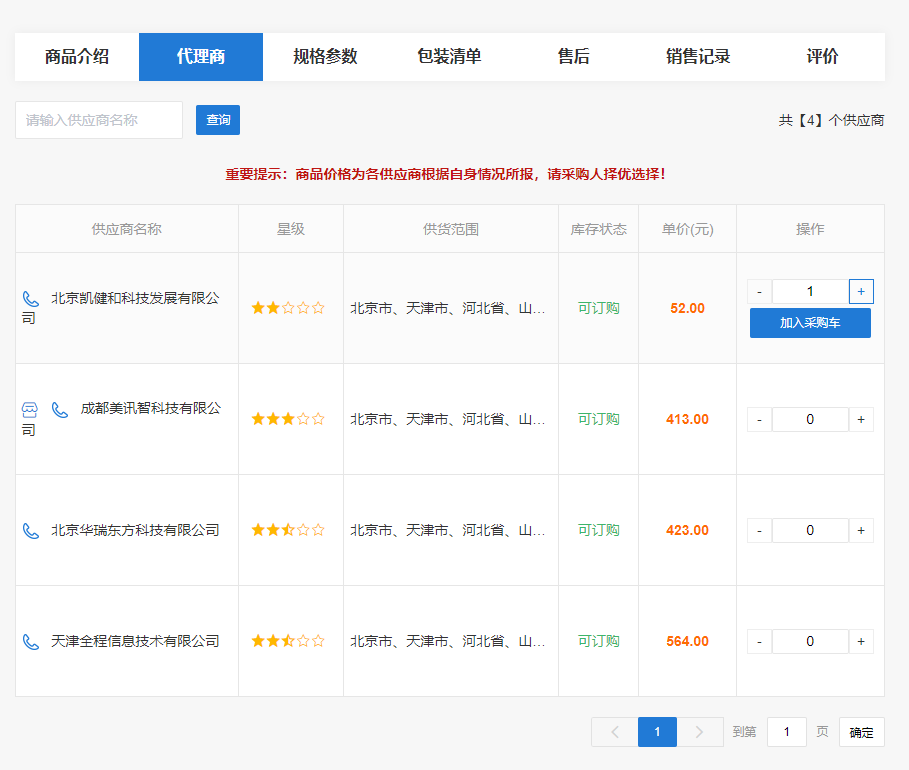 商品介绍 代理商 规格参数 包装清单 售后 销售记录 评价
请输入供应商名称 查询 共【4】个供应商
重要提示：商品价格为各供应商根据自身情况所报，请采购人择优选择！
供应商名称 星级 供货范围 库存状态 单价(元) 操作
北京凯健和科技发展有限公
司
北京市、天津市、河北省、山... 可订购 52.00
- 1 +
加入采购车
成都美讯智科技有限公
司
北京市、天津市、河北省、山... 可订购 413.00 - 0 +
北京华瑞东方科技有限公司 北京市、天津市、河北省、山... 可订购 423.00 - 0 +
天津全程信息技术有限公司 北京市、天津市、河北省、山... 可订购 564.00 - 0 +
< 1 > 到第 1 页 确定